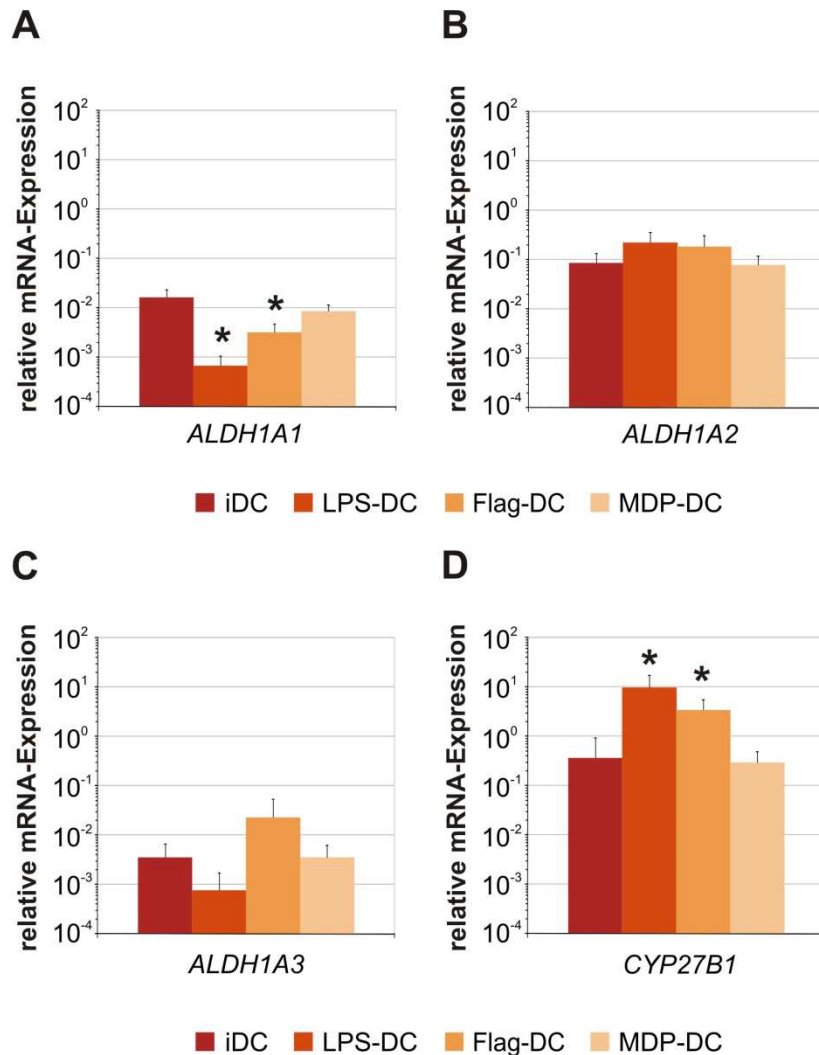 A
relative mRNA-Expression
10²
10¹
10⁰
10⁻¹
10⁻²
10⁻³
10⁻⁴
*
*
ALDH1A1
B
relative mRNA-Expression
10²
10¹
10⁰
10⁻¹
10⁻²
10⁻³
10⁻⁴
ALDH1A2
iDC LPS-DC Flag-DC MDP-DC
C
relative mRNA-Expression
10²
10¹
10⁰
10⁻¹
10⁻²
10⁻³
10⁻⁴
ALDH1A3
D
relative mRNA-Expression
10²
10¹
10⁰
10⁻¹
10⁻²
10⁻³
10⁻⁴
*
*
CYP27B1
iDC LPS-DC Flag-DC MDP-DC